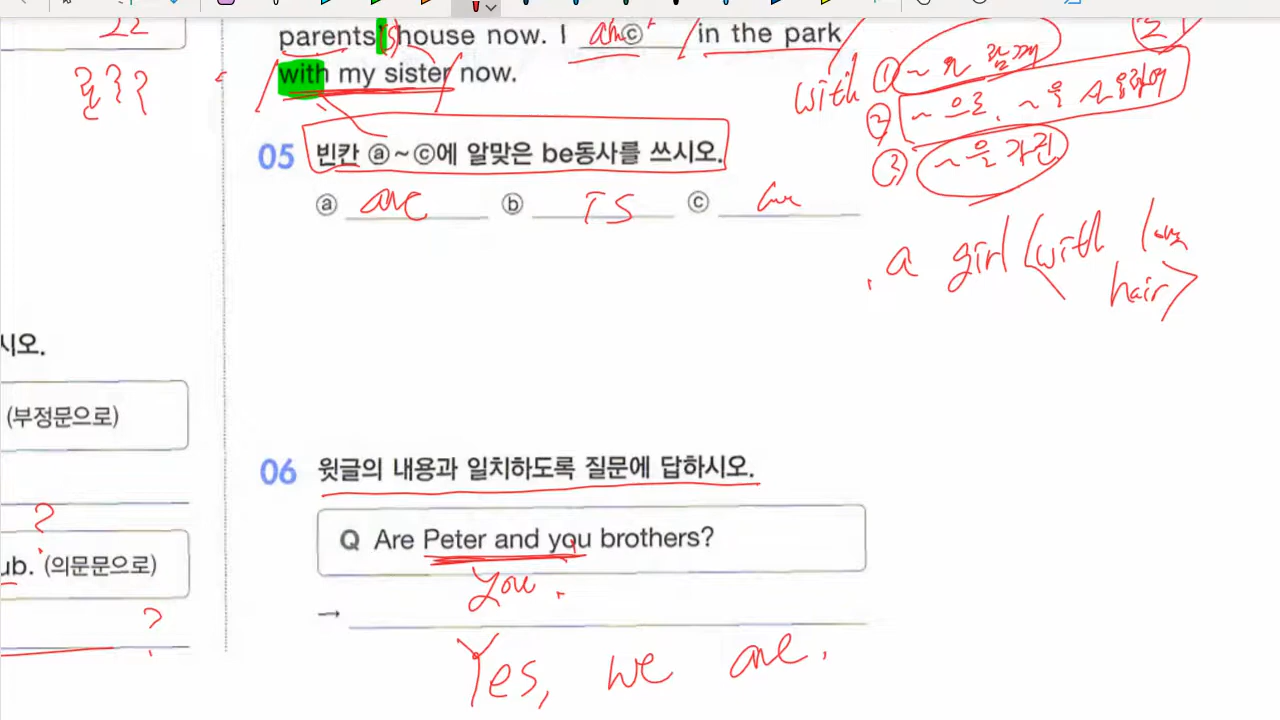 22
parents' house now. I am ⓒ in the park
with my sister now.
with ① ~와 함께
② ~으로, ~을 사용하여
③ ~을 가진
05 빈칸 ⓐ~ⓒ에 알맞은 be동사를 쓰시오.
ⓐ are ⓑ is ⓒ am
a girl (with long
hair)
시오.
(부정문으로)
?
ub. (의문문으로)
?
06 윗글의 내용과 일치하도록 질문에 답하시오.
Q Are Peter and you brothers?
you.
→
Yes, we are.